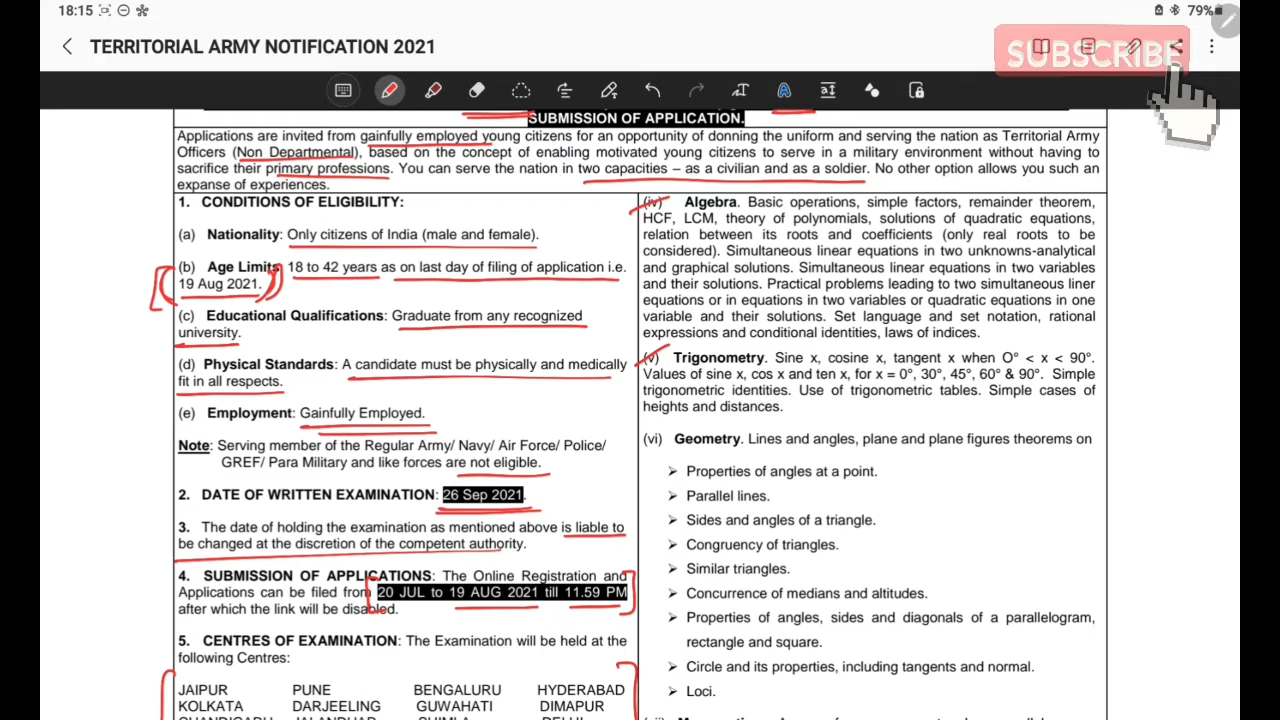 18:15
79%
TERRITORIAL ARMY NOTIFICATION 2021
SUBSCRIBE
SUBMISSION OF APPLICATION.
Applications are invited from gainfully employed young citizens for an opportunity of donning the uniform and serving the nation as Territorial Army
Officers (Non Departmental), based on the concept of enabling motivated young citizens to serve in a military environment without having to
sacrifice their primary professions. You can serve the nation in two capacities – as a civilian and as a soldier. No other option allows you such an
expanse of experiences.
1. CONDITIONS OF ELIGIBILITY:
(a) Nationality: Only citizens of India (male and female).
(b) Age Limits: 18 to 42 years as on last day of filing of application i.e.
19 Aug 2021.
(c) Educational Qualifications: Graduate from any recognized
university.
(d) Physical Standards: A candidate must be physically and medically
fit in all respects.
(e) Employment: Gainfully Employed.
Note: Serving member of the Regular Army/ Navy/ Air Force/ Police/
GREF/ Para Military and like forces are not eligible.
2. DATE OF WRITTEN EXAMINATION: 26 Sep 2021.
3. The date of holding the examination as mentioned above is liable to
be changed at the discretion of the competent authority.
4. SUBMISSION OF APPLICATIONS: The Online Registration and
Applications can be filed from 20 JUL to 19 AUG 2021 till 11.59 PM
after which the link will be disabled.
5. CENTRES OF EXAMINATION: The Examination will be held at the
following Centres:
JAIPUR PUNE BENGALURU HYDERABAD
KOLKATA DARJEELING GUWAHATI DIMAPUR
CHANDIGARH JALANDHAR SHIMLA DELHI
(iv) Algebra. Basic operations, simple factors, remainder theorem,
HCF, LCM, theory of polynomials, solutions of quadratic equations,
relation between its roots and coefficients (only real roots to be
considered). Simultaneous linear equations in two unknowns-analytical
and graphical solutions. Simultaneous linear equations in two variables
and their solutions. Practical problems leading to two simultaneous liner
equations or in equations in two variables or quadratic equations in one
variable and their solutions. Set language and set notation, rational
expressions and conditional identities, laws of indices.
(v) Trigonometry. Sine x, cosine x, tangent x when O° < x < 90°.
Values of sine x, cos x and ten x, for x = 0°, 30°, 45°, 60° & 90°. Simple
trigonometric identities. Use of trigonometric tables. Simple cases of
heights and distances.
(vi) Geometry. Lines and angles, plane and plane figures theorems on
➢ Properties of angles at a point.
➢ Parallel lines.
➢ Sides and angles of a triangle.
➢ Congruency of triangles.
➢ Similar triangles.
➢ Concurrence of medians and altitudes.
➢ Properties of angles, sides and diagonals of a parallelogram,
rectangle and square.
➢ Circle and its properties, including tangents and normal.
➢ Loci.